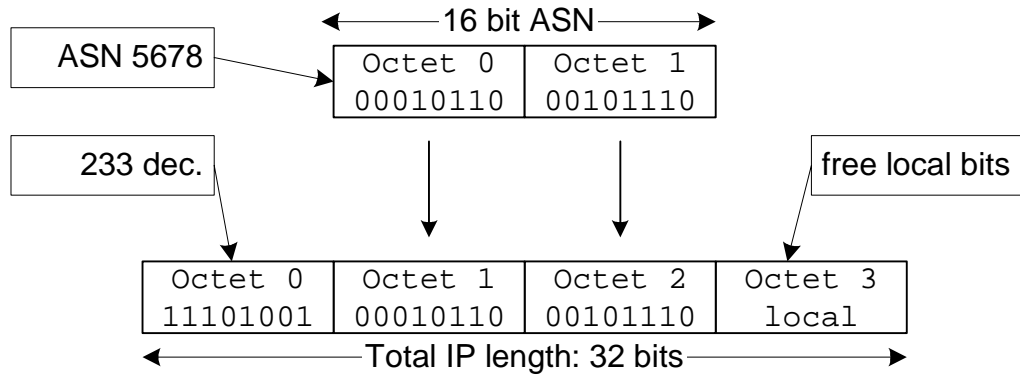 16 bit ASN
ASN 5678
Octet 0 Octet 1
00010110 00101110
233 dec.
free local bits
Octet 0 Octet 1 Octet 2 Octet 3
11101001 00010110 00101110 local
Total IP length: 32 bits